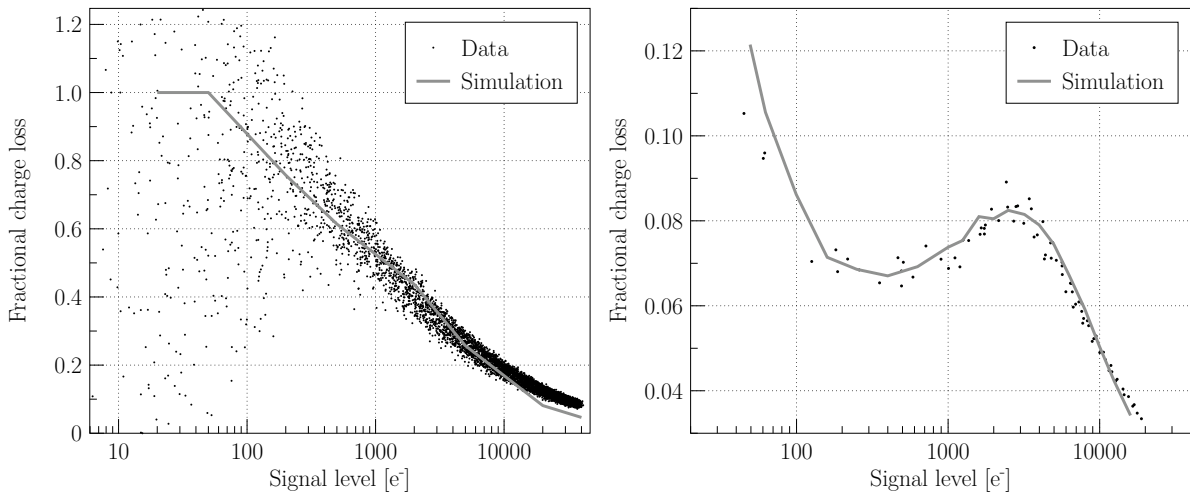 Fractional charge loss
1.2
1.0
0.8
0.6
0.4
0.2
0
10
100
1000
10000
Signal level [e-]
Data
Simulation
Fractional charge loss
0.12
0.10
0.08
0.06
0.04
100
1000
10000
Signal level [e-]
Data
Simulation